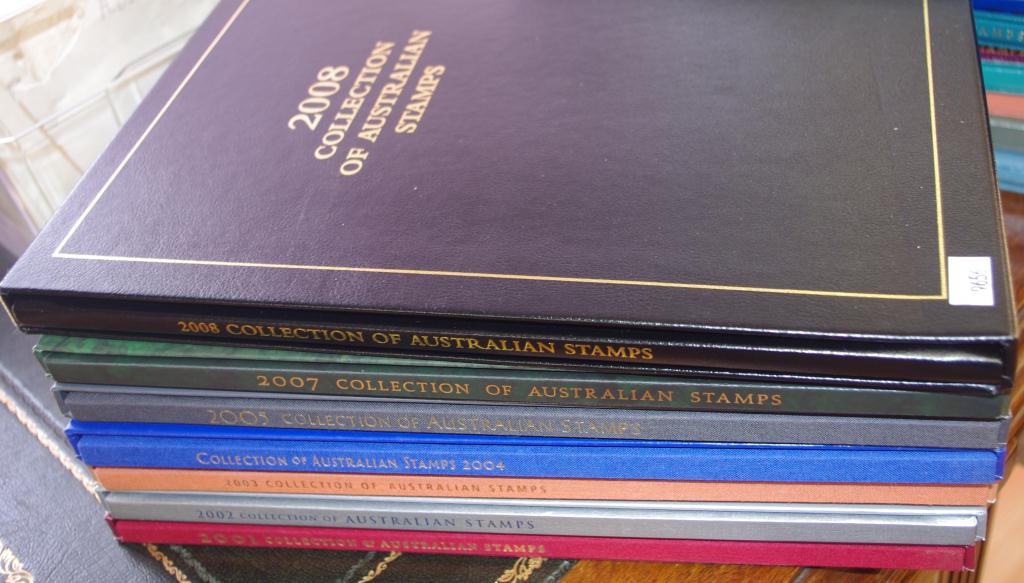 2008
COLLECTION
OF AUSTRALIAN
STAMPS
2008 COLLECTION OF AUSTRALIAN STAMPS
2007 COLLECTION OF AUSTRALIAN STAMPS
2005 COLLECTION OF AUSTRALIAN STAMPS
COLLECTION OF AUSTRALIAN STAMPS 2004
2003 COLLECTION OF AUSTRALIAN STAMPS
2002 COLLECTION OF AUSTRALIAN STAMPS
2001 COLLECTION of AUSTRALIAN STAMPS